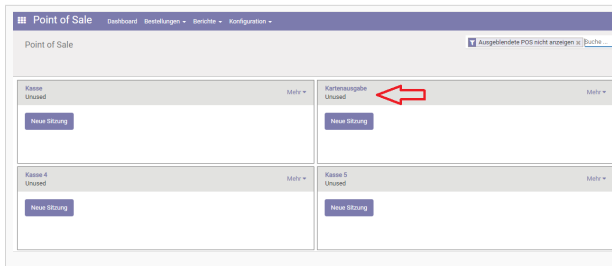 Point of Sale Dashboard Bestellungen Berichte Konfiguration
Point of Sale Ausgeblendete POS nicht anzeigen x Suche ...
Kasse Mehr
Unused
Neue Sitzung
Kartenausgabe Mehr
Unused
Neue Sitzung
Kasse 4 Mehr
Unused
Neue Sitzung
Kasse 5 Mehr
Unused
Neue Sitzung